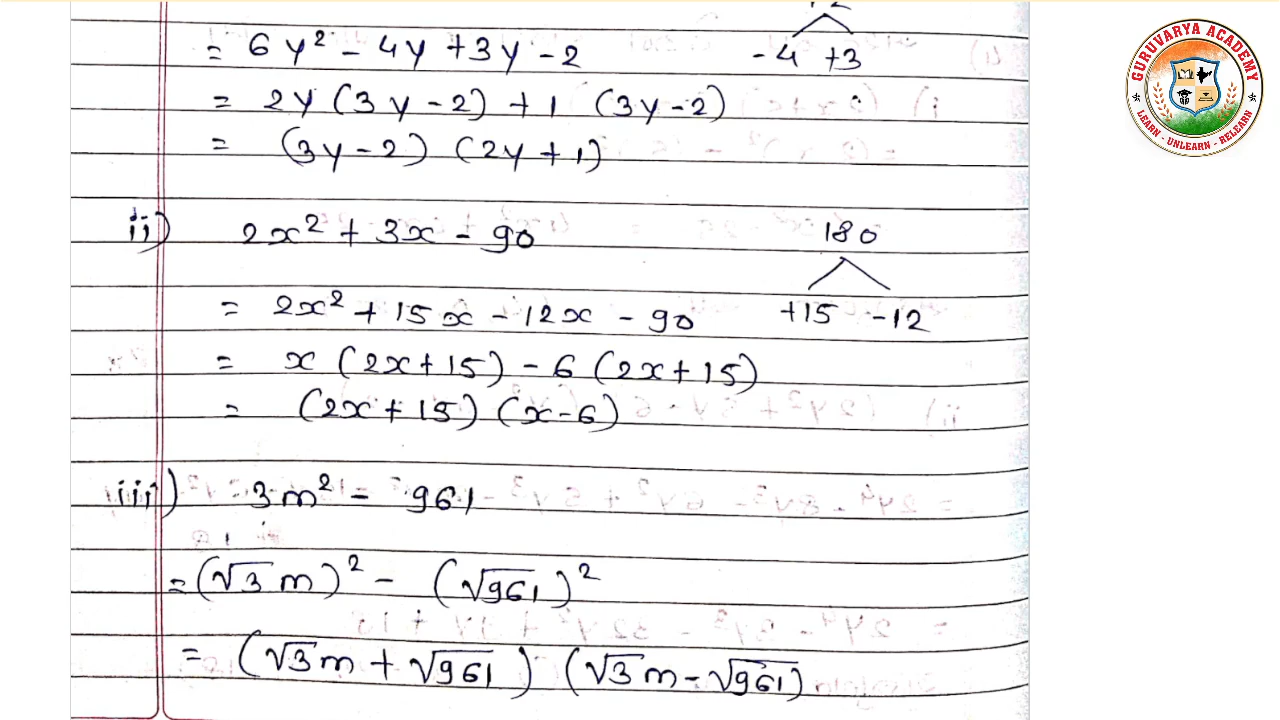 = 6y² - 4y + 3y - 2
-4 +3
= 2y (3y - 2) + 1 (3y - 2)
= (3y - 2) (2y + 1)
ii) 2x² + 3x - 90
180
= 2x² + 15x - 12x - 90
+15 -12
= x (2x + 15) - 6 (2x + 15)
= (2x + 15) (x - 6)
iii) 3m² - 961
= (√3 m)² - (√961)²
= (√3m + √961) (√3m - √961)
GURUVARYA ACADEMY
LEARN - UNLEARN - RELEARN